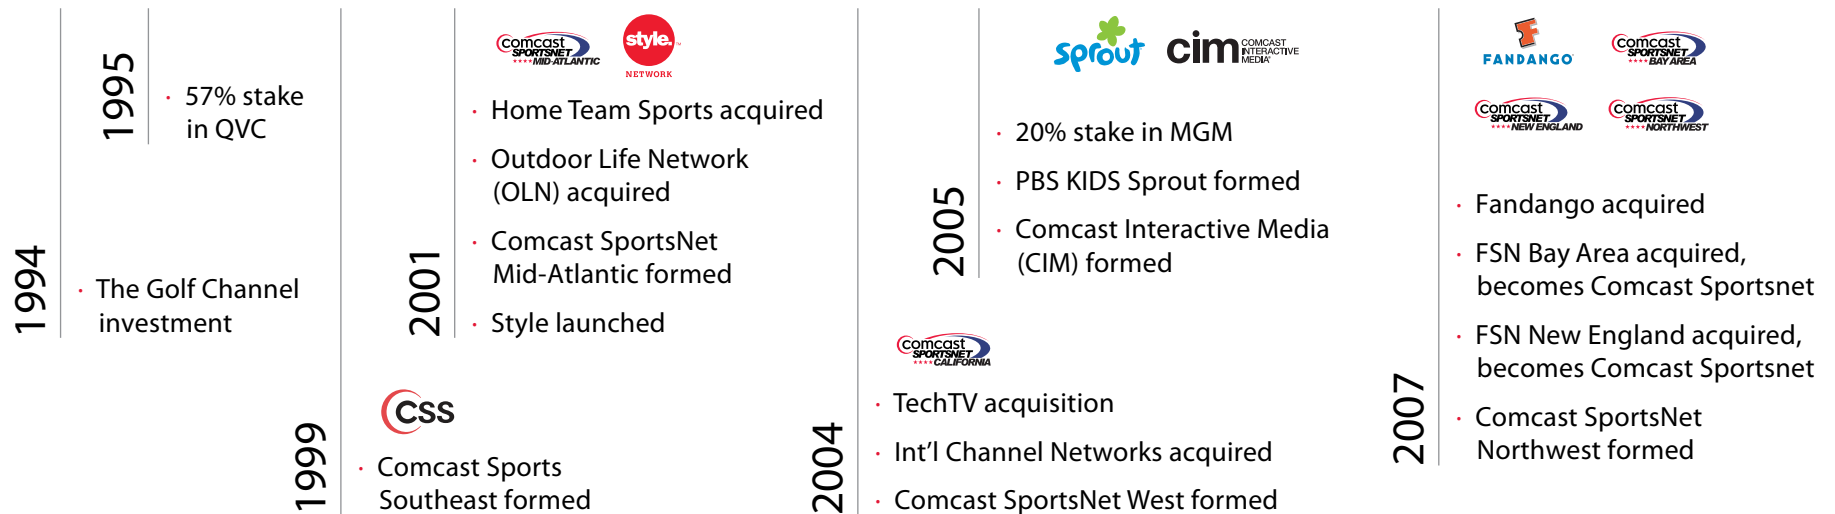 1994
· The Golf Channel
investment
1995
· 57% stake
in QVC
1999
CSS
· Comcast Sports
Southeast formed
2001
Comcast
SPORTSNET
MID-ATLANTIC
style.
NETWORK
· Home Team Sports acquired
· Outdoor Life Network
(OLN) acquired
· Comcast SportsNet
Mid-Atlantic formed
· Style launched
2004
Comcast
SPORTSNET
CALIFORNIA
· TechTV acquisition
· Int'l Channel Networks acquired
· Comcast SportsNet West formed
2005
sprout
cim COMCAST
INTERACTIVE
MEDIA
· 20% stake in MGM
· PBS KIDS Sprout formed
· Comcast Interactive Media
(CIM) formed
2007
FANDANGO
Comcast
SPORTSNET
BAY AREA
Comcast
SPORTSNET
NEW ENGLAND
Comcast
SPORTSNET
NORTHWEST
· Fandango acquired
· FSN Bay Area acquired,
becomes Comcast Sportsnet
· FSN New England acquired,
becomes Comcast Sportsnet
· Comcast SportsNet
Northwest formed